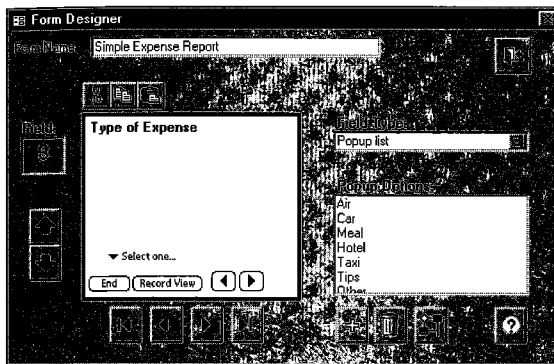 Form Designer
Form Name: Simple Expense Report
Field:
8
Type of Expense
Select one...
End Record View
Field Type:
Popup list
Popup Options:
Air
Car
Meal
Hotel
Taxi
Tips
Other
?